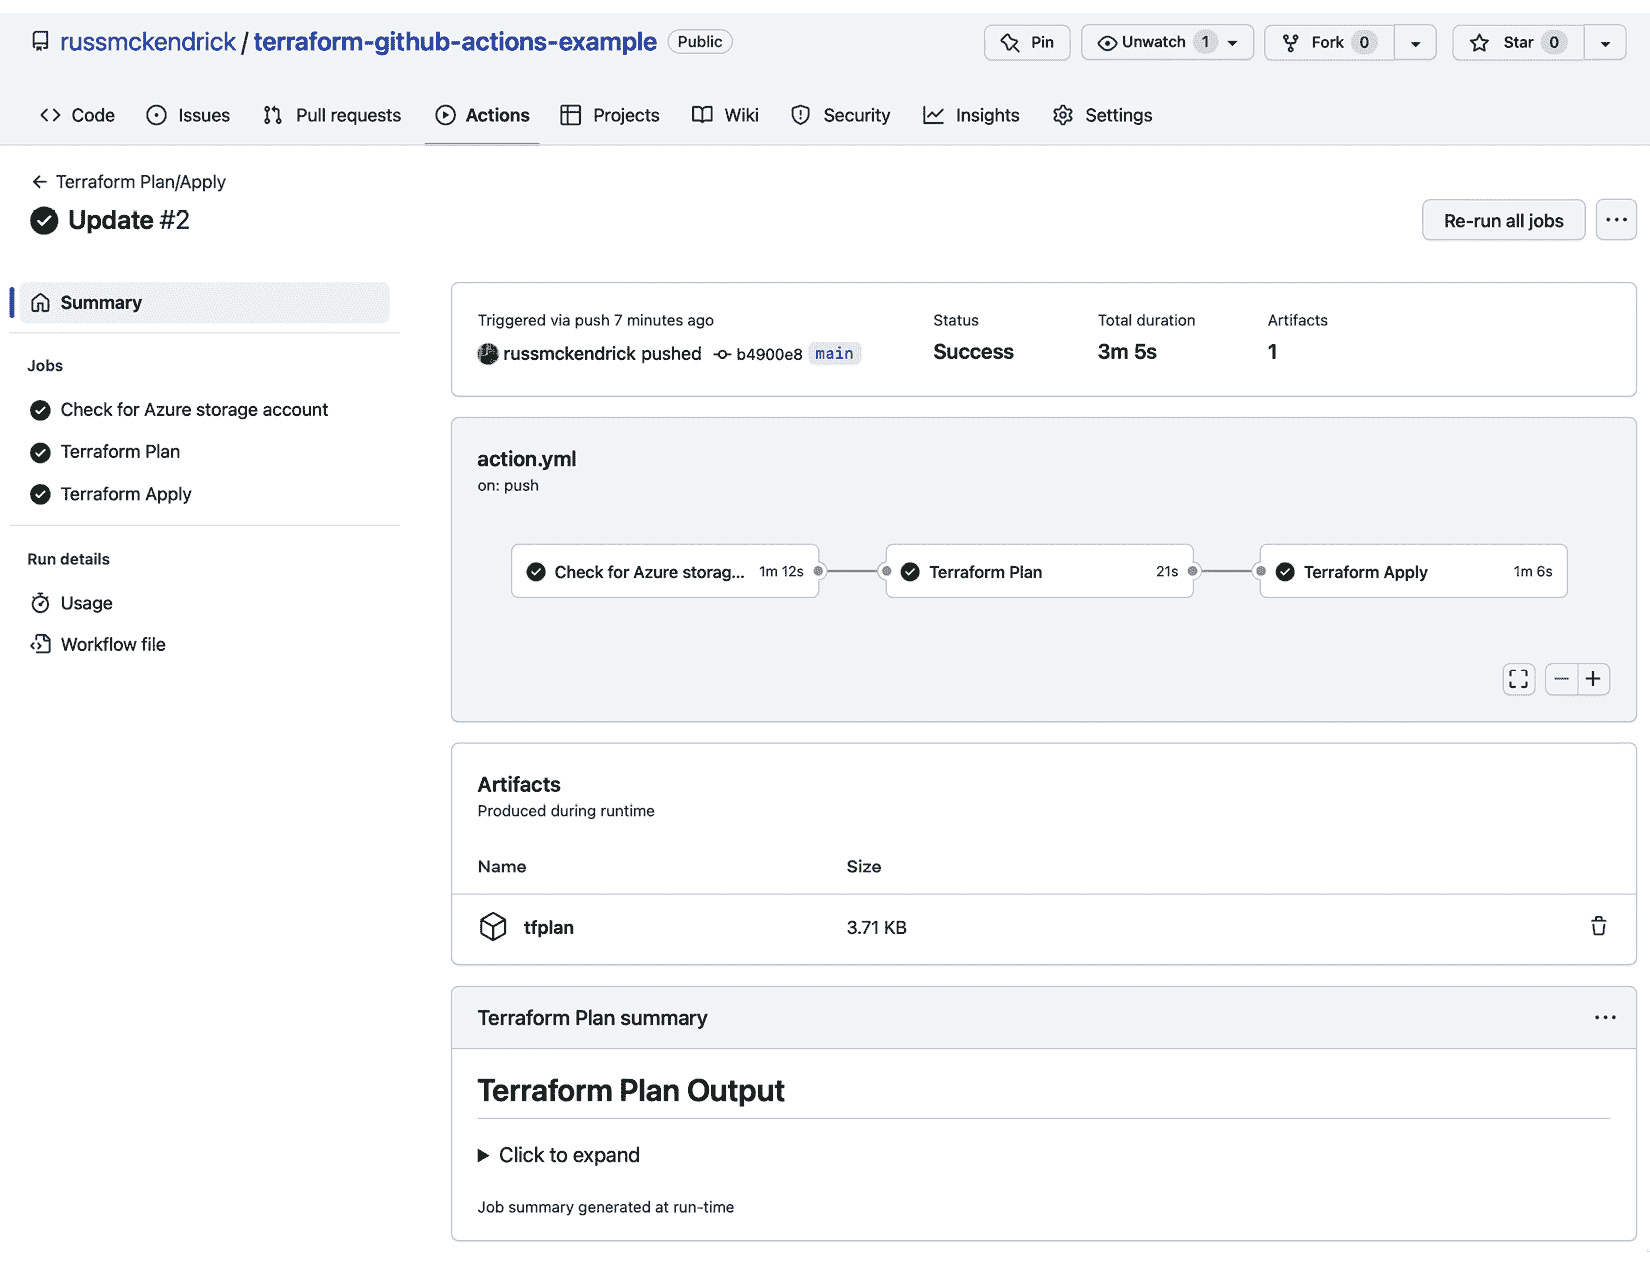 russmckendrick / terraform-github-actions-example Public Pin Unwatch 1 Fork 0 Star 0
Code Issues Pull requests Actions Projects Wiki Security Insights Settings
← Terraform Plan/Apply
Update #2
Re-run all jobs ...
Summary
Jobs
Check for Azure storage account
Terraform Plan
Terraform Apply
Run details
Usage
Workflow file
Triggered via push 7 minutes ago
russmckendrick pushed b4900e8 main
Status
Success
Total duration
3m 5s
Artifacts
1
action.yml
on: push
Check for Azure storag... 1m 12s
Terraform Plan 21s
Terraform Apply 1m 6s
Artifacts
Produced during runtime
Name Size
tfplan 3.71 KB
Terraform Plan summary ...
Terraform Plan Output
Click to expand
Job summary generated at run-time